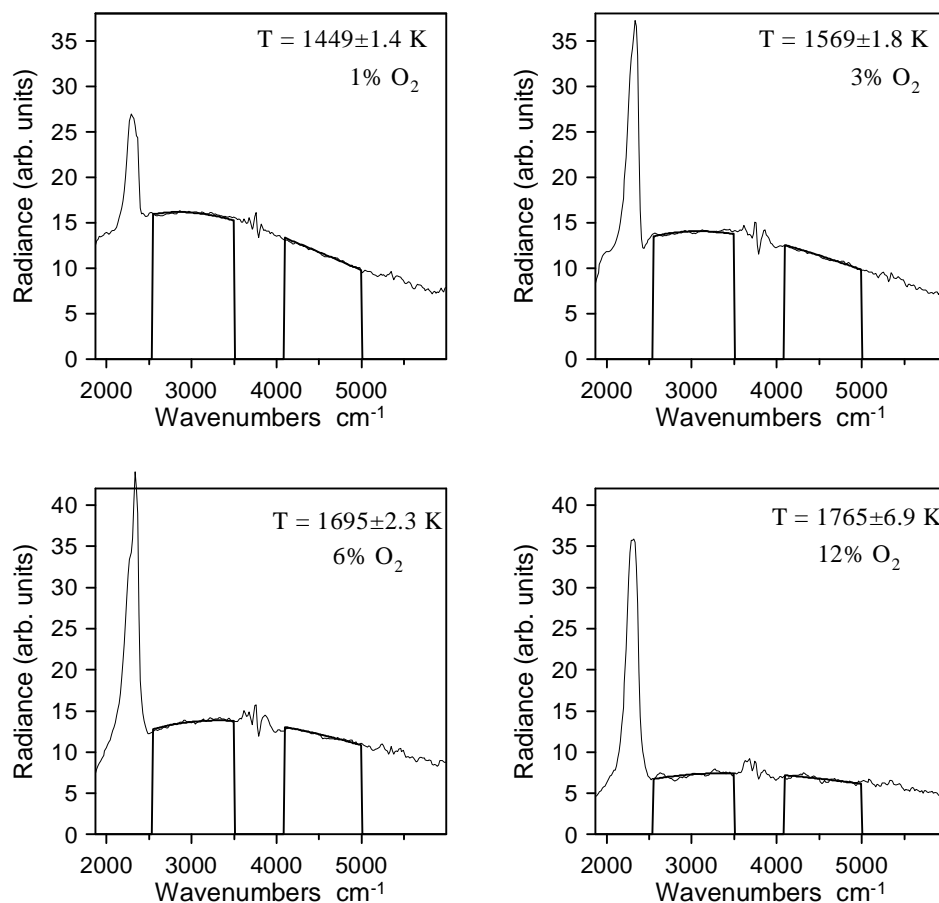 T = 1449±1.4 K
1% O2
Radiance (arb. units)
35
30
25
20
15
10
5
0
2000 3000 4000 5000
Wavenumbers cm-1
T = 1569±1.8 K
3% O2
Radiance (arb. units)
35
30
25
20
15
10
5
0
2000 3000 4000 5000
Wavenumbers cm-1
T = 1695±2.3 K
6% O2
Radiance (arb. units)
40
35
30
25
20
15
10
5
0
2000 3000 4000 5000
Wavenumbers cm-1
T = 1765±6.9 K
12% O2
Radiance (arb. units)
40
35
30
25
20
15
10
5
0
2000 3000 4000 5000
Wavenumbers cm-1